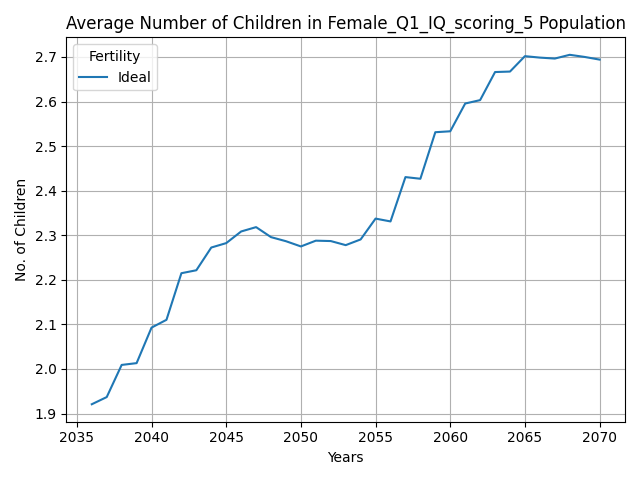 Average Number of Children in Female_Q1_IQ_scoring_5 Population
Fertility
Ideal
No. of Children
2.7
2.6
2.5
2.4
2.3
2.2
2.1
2.0
1.9
2035 2040 2045 2050 2055 2060 2065 2070
Years